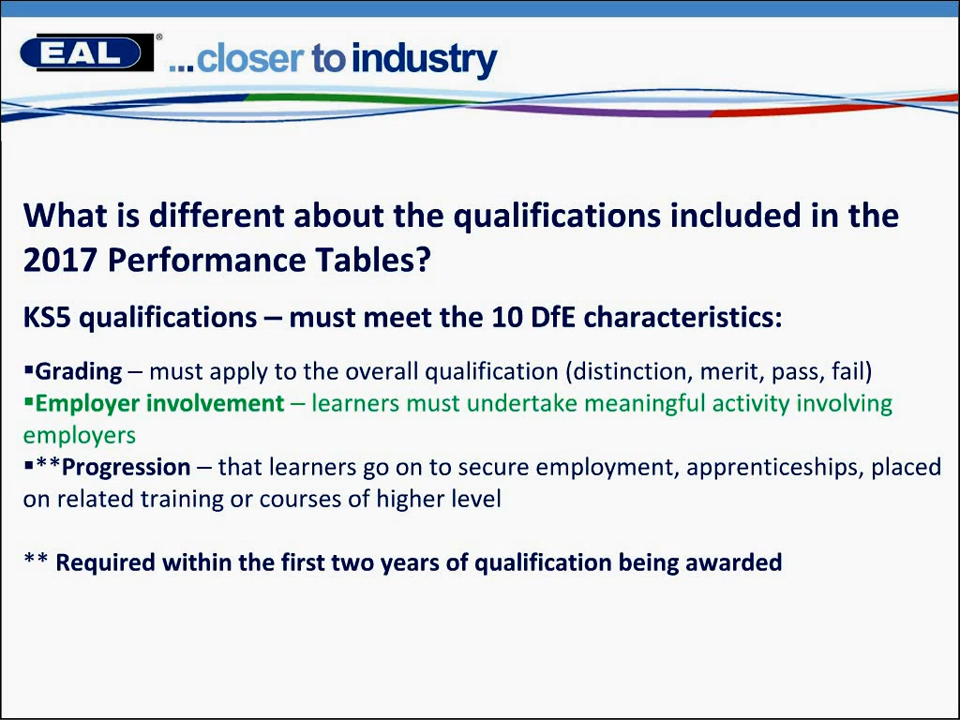 EAL® ...closer to industry
What is different about the qualifications included in the
2017 Performance Tables?
KS5 qualifications – must meet the 10 DfE characteristics:
▪Grading – must apply to the overall qualification (distinction, merit, pass, fail)
▪Employer involvement – learners must undertake meaningful activity involving
employers
▪**Progression – that learners go on to secure employment, apprenticeships, placed
on related training or courses of higher level
** Required within the first two years of qualification being awarded